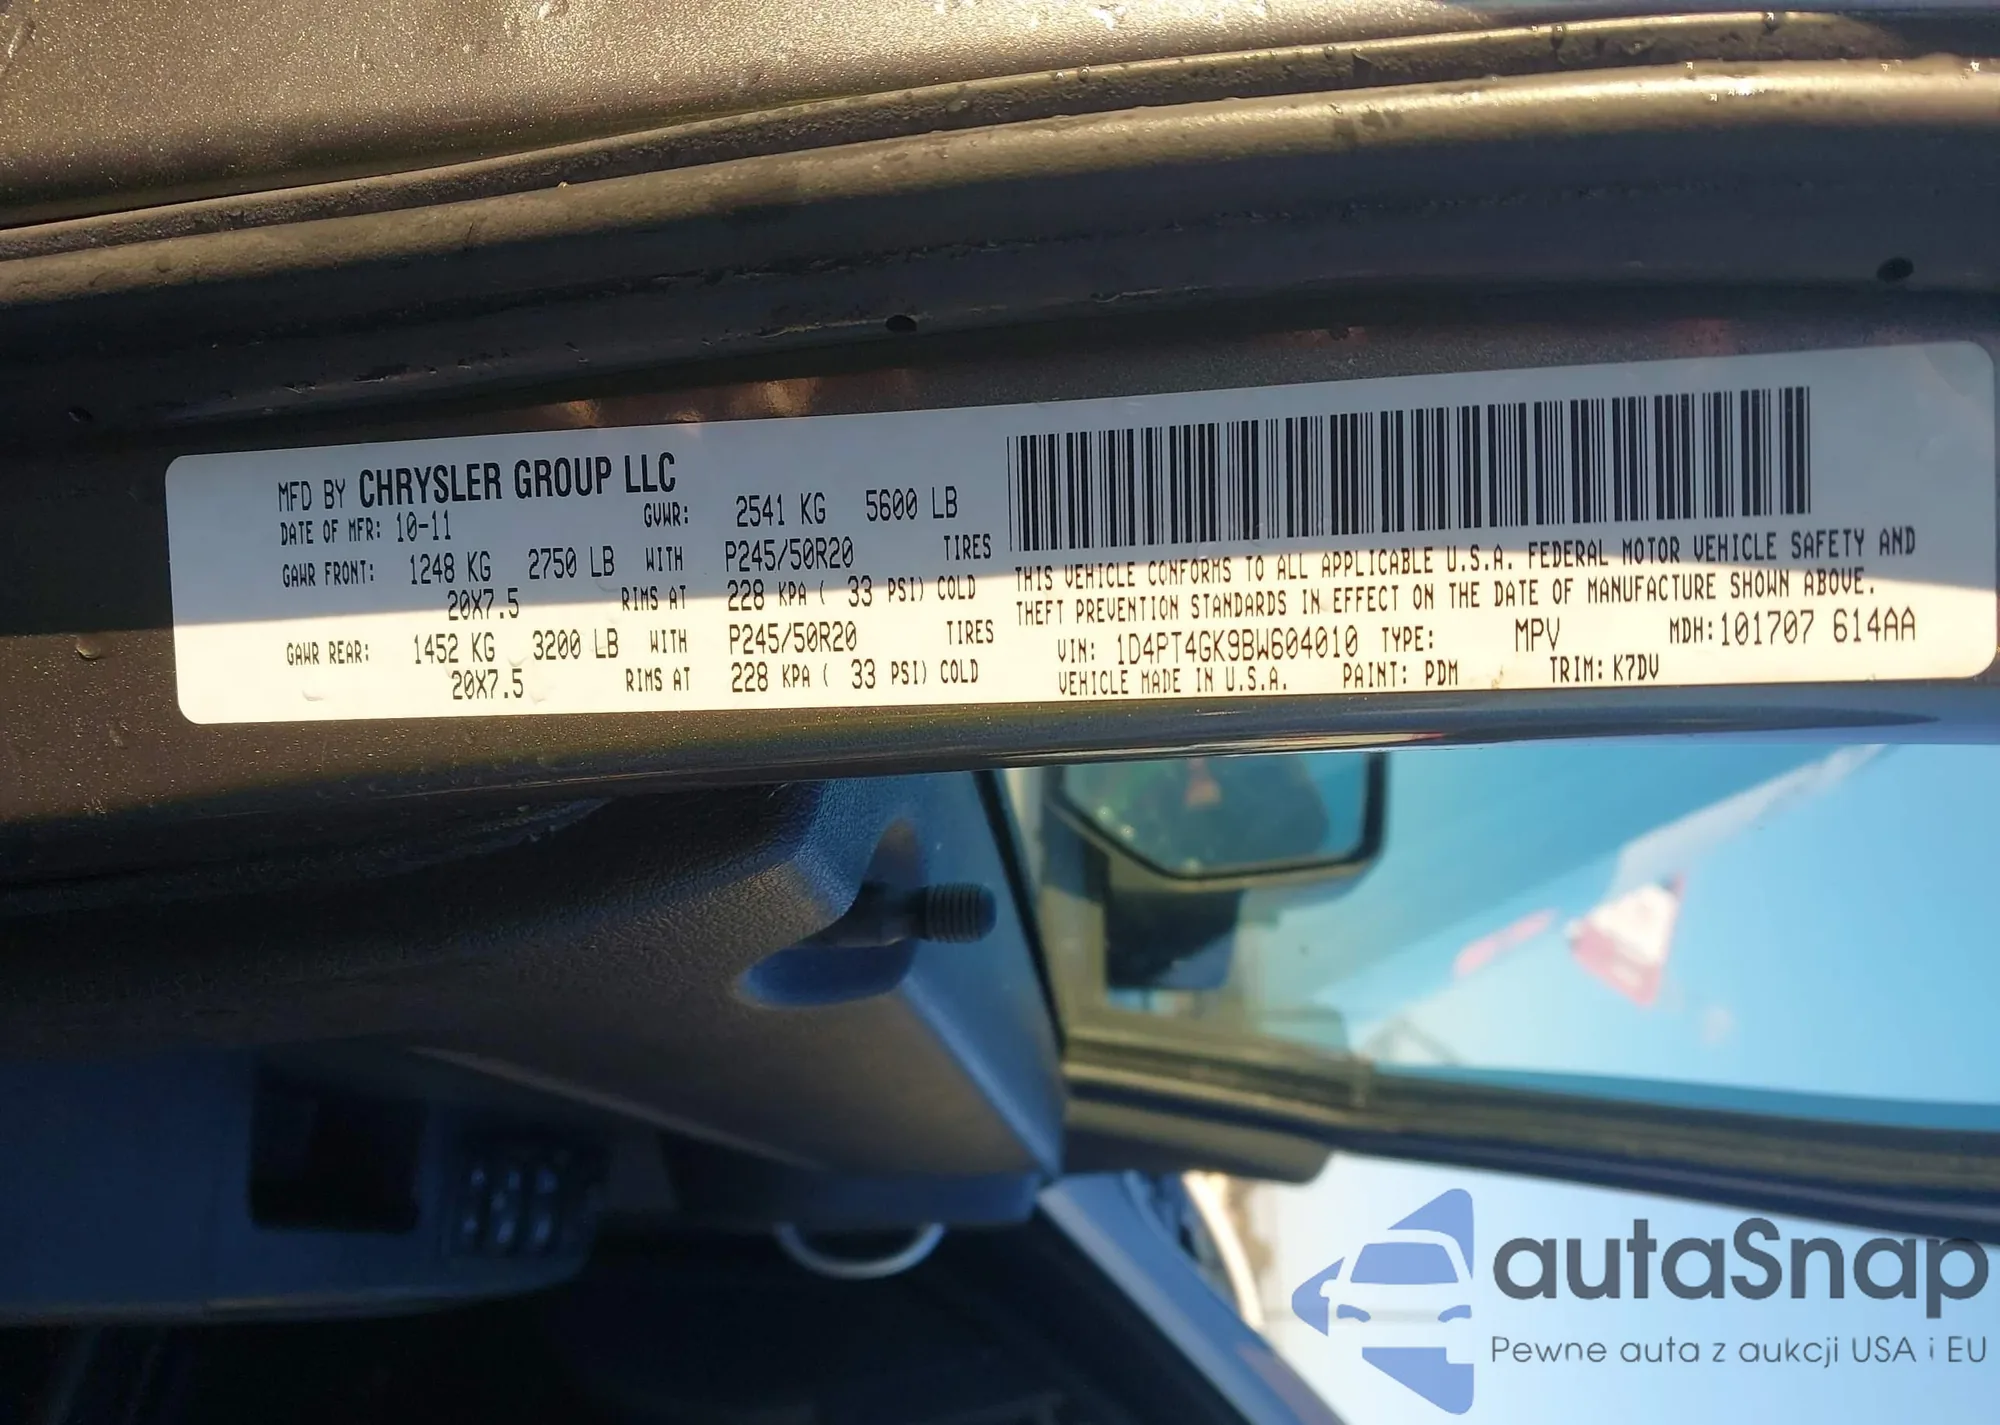 MFD BY CHRYSLER GROUP LLC
DATE OF MFR: 10-11 GVWR: 2541 KG 5600 LB
GAWR FRONT: 1248 KG 2750 LB WITH P245/50R20 TIRES
20X7.5 RIMS AT 228 KPA ( 33 PSI) COLD
GAWR REAR: 1452 KG 3200 LB WITH P245/50R20 TIRES
20X7.5 RIMS AT 228 KPA ( 33 PSI) COLD
THIS VEHICLE CONFORMS TO ALL APPLICABLE U.S.A. FEDERAL MOTOR VEHICLE SAFETY AND
THEFT PREVENTION STANDARDS IN EFFECT ON THE DATE OF MANUFACTURE SHOWN ABOVE.
VIN: 1D4PT4GK9BW604010 TYPE: MPV MDH:101707 614AA
VEHICLE MADE IN U.S.A. PAINT: PDM TRIM:K7DV
autaSnap
Pewne auta z aukcji USA i EU